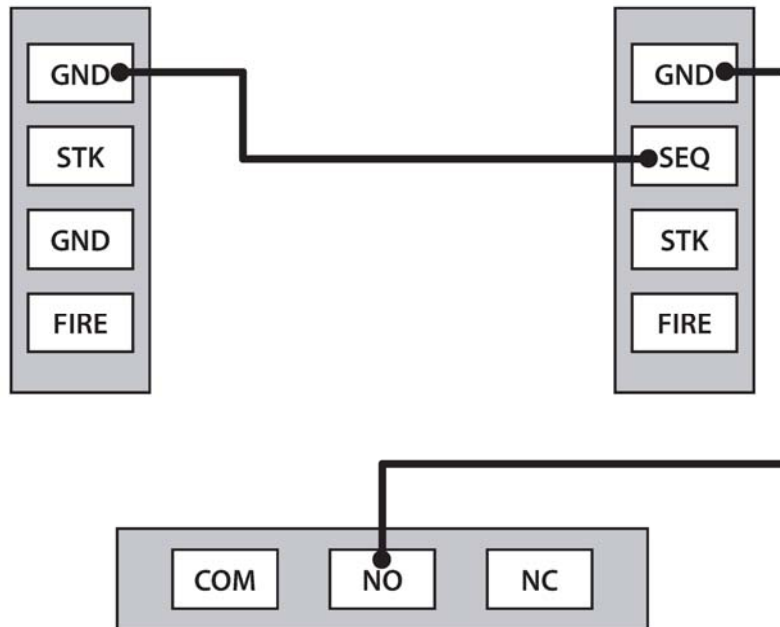 GND
STK
GND
FIRE
GND
SEQ
STK
FIRE
COM NO NC